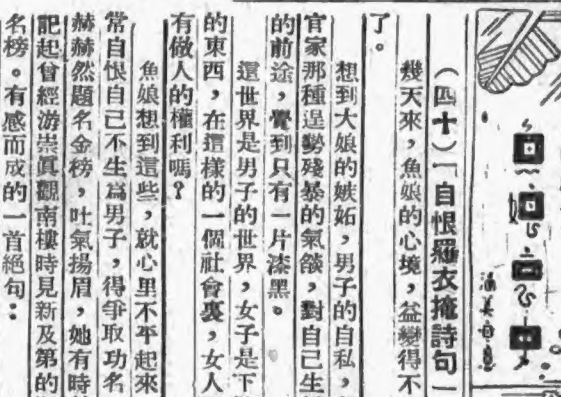 （四十）「自恨羅衣掩詩句
幾天來，魚娘的心境，益變得不
了。
想到大娘的嫉妬，男子的自私，
官家那種逞勢殘暴的氣燄，對自己生
的前途，覺到只有一片漆黑。
這世界是男子的世界，女子是下
的東西，在這樣的一個社會裏，女人
有做人的權利嗎？
魚娘想到這些，就心里不平起來
常自恨自己不生爲男子，得爭取功名
赫赫然題名金榜，吐氣揚眉，她有時
記起曾經游崇眞觀南樓時見新及第的
名榜。有感而成的一首絕句：